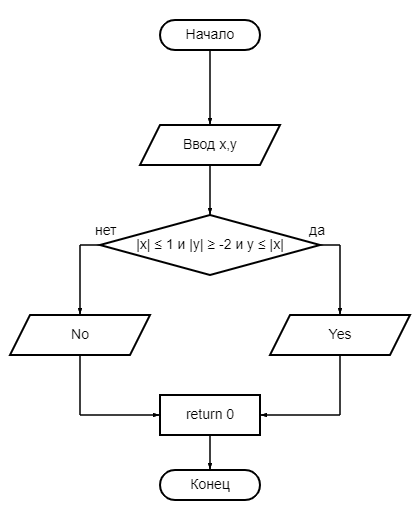 Начало
Ввод x,y
нет
|x| ≤ 1 и |y| ≥ -2 и y ≤ |x|
да
No
Yes
return 0
Конец